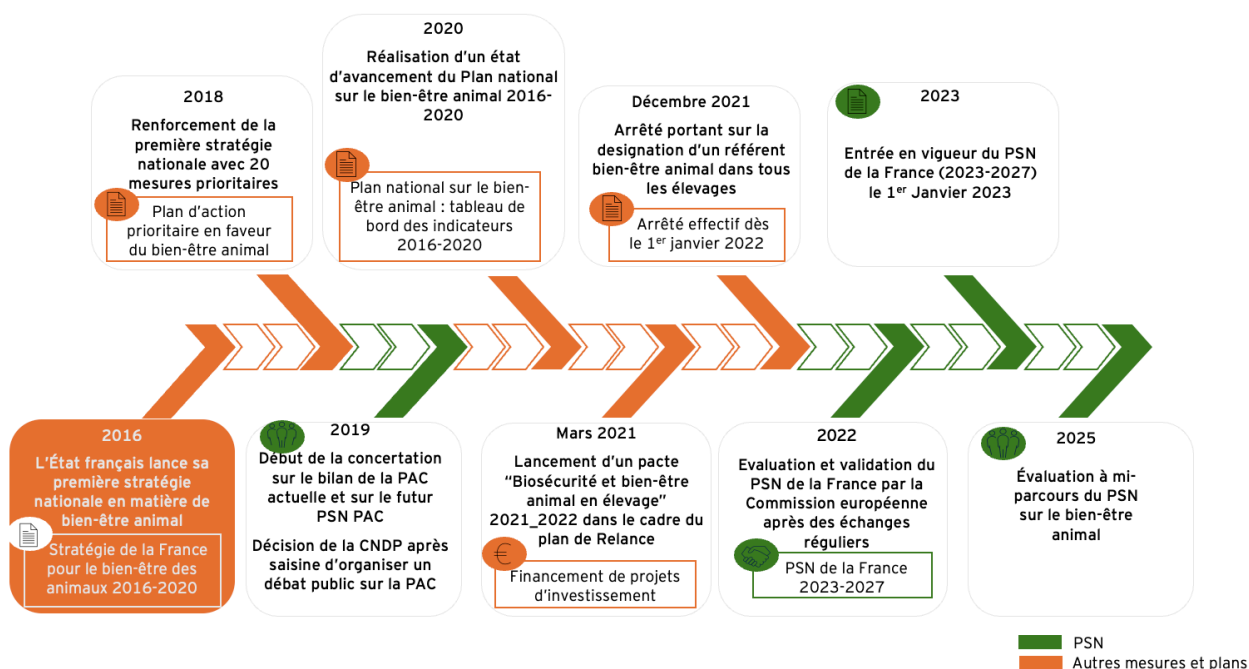 2018
Renforcement de la
première stratégie
nationale avec 20
mesures prioritaires
Plan d'action
prioritaire en faveur
du bien-être animal
2020
Réalisation d'un état
d'avancement du Plan national
sur le bien-être animal 2016-
2020
Plan national sur le bien-
être animal : tableau de
bord des indicateurs
2016-2020
Décembre 2021
Arrêté portant sur la
designation d'un référent
bien-être animal dans tous
les élevages
Arrêté effectif dès
le 1er janvier 2022
2023
Entrée en vigueur du PSN
de la France (2023-2027)
le 1er Janvier 2023
2016
L'État français lance sa
première stratégie
nationale en matière de
bien-être animal
Stratégie de la France
pour le bien-être des
animaux 2016-2020
2019
Début de la concertation
sur le bilan de la PAC
actuelle et sur le futur
PSN PAC
Décision de la CNDP après
saisine d'organiser un
débat public sur la PAC
Mars 2021
Lancement d'un pacte
"Biosécurité et bien-être
animal en élevage"
2021_2022 dans le cadre du
plan de Relance
€
Financement de projets
d'investissement
2022
Evaluation et validation du
PSN de la France par la
Commission européenne
après des échanges
réguliers
PSN de la France
2023-2027
2025
Évaluation à mi-
parcours du PSN
sur le bien-être
animal
PSN
Autres mesures et plans